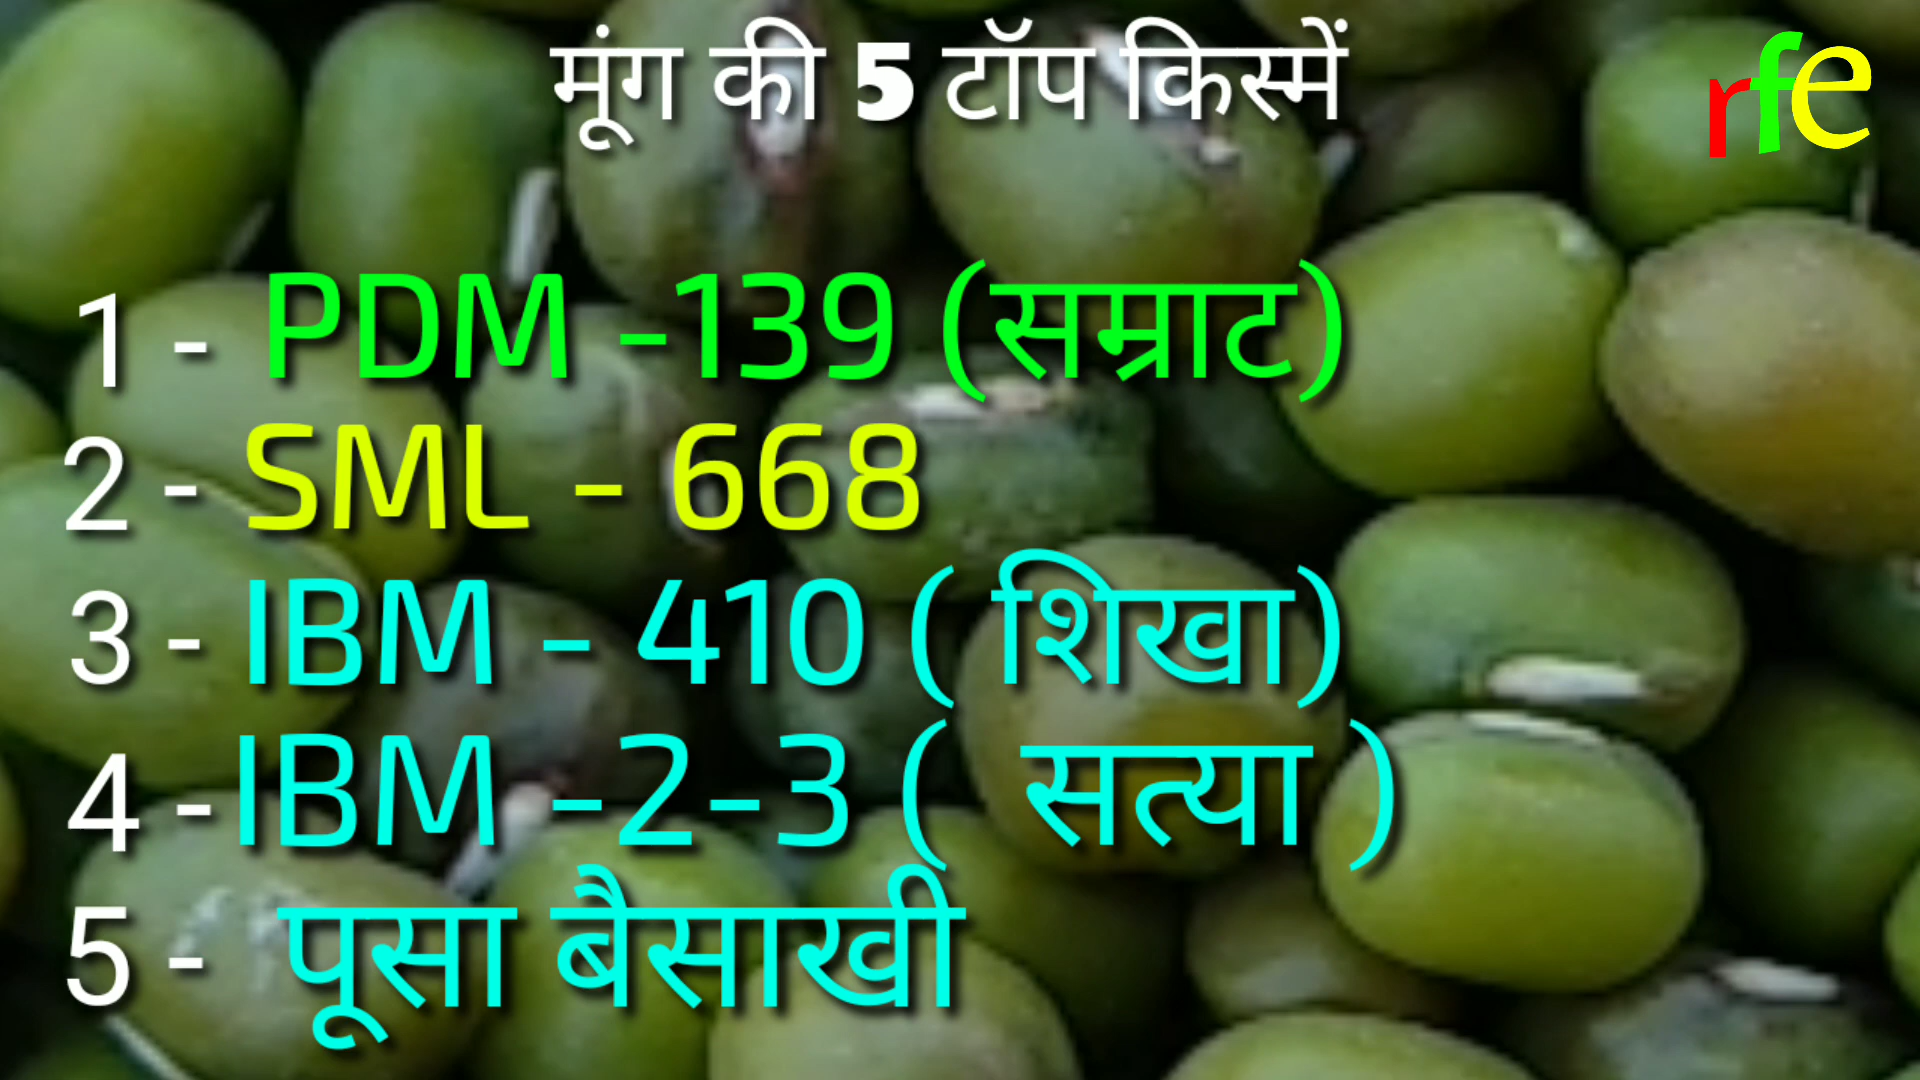 मूंग की 5 टॉप किस्में
rfe
1 - PDM -139 (सम्राट)
2 - SML - 668
3 - IBM - 410 ( शिखा)
4 - IBM -2-3 ( सत्या )
5 - पूसा बैसाखी